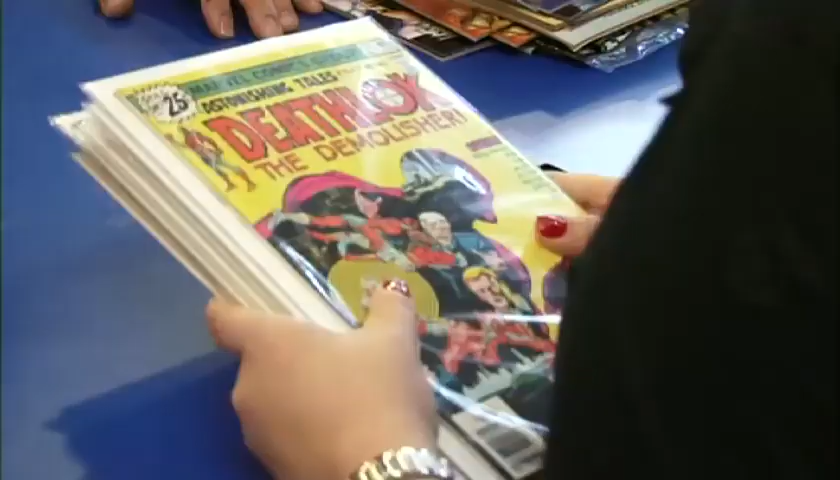 MARVEL COMICS GROUP
25¢
ASTONISHING TALES
DEATHLOK
THE DEMOLISHER!